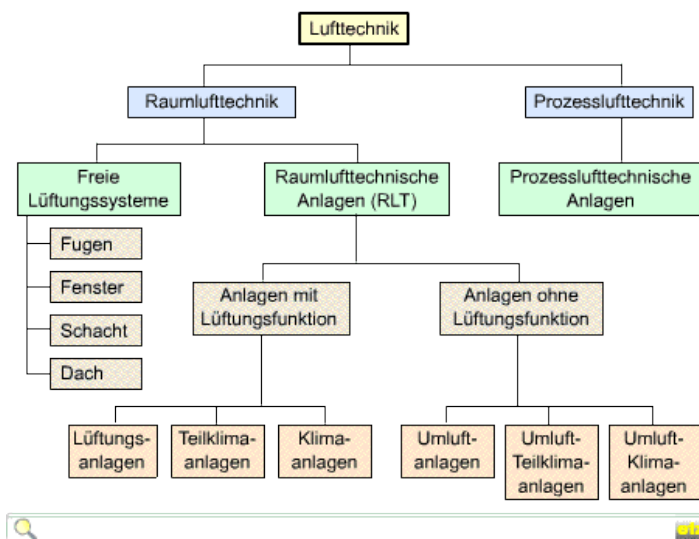 Lufttechnik
Raumlufttechnik
Prozesslufttechnik
Freie
Lüftungssysteme
Raumlufttechnische
Anlagen (RLT)
Prozesslufttechnische
Anlagen
Fugen
Fenster
Schacht
Dach
Anlagen mit
Lüftungsfunktion
Anlagen ohne
Lüftungsfunktion
Lüftungs-
anlagen
Teilklima-
anlagen
Klima-
anlagen
Umluft-
anlagen
Umluft-
Teilklima-
anlagen
Umluft-
Klima-
anlagen